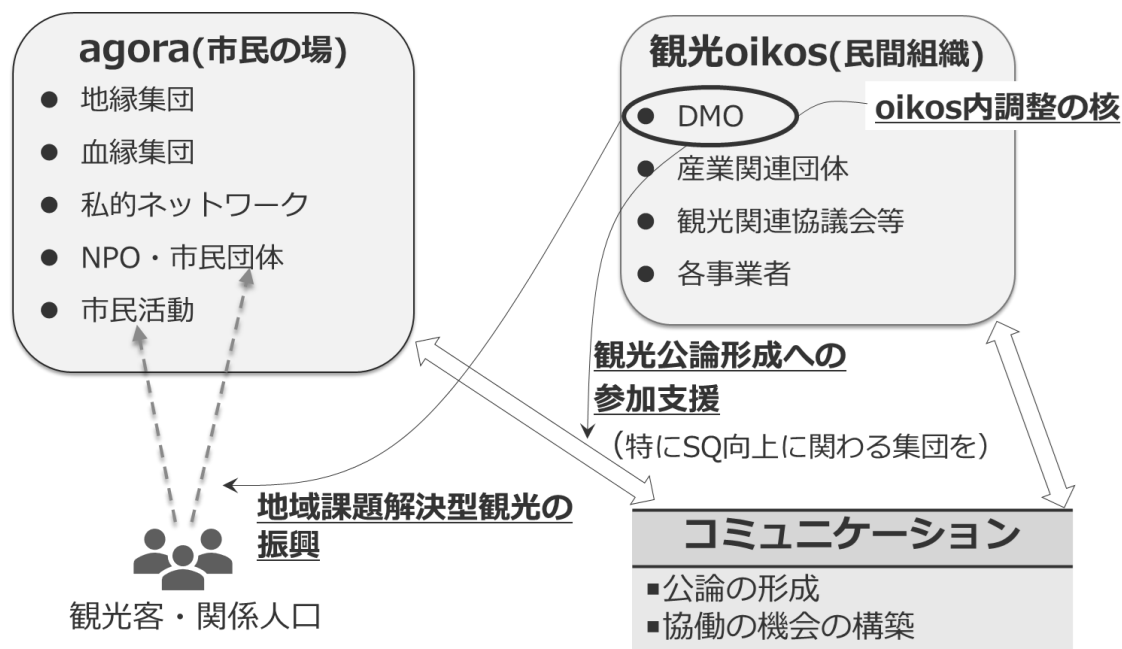 agora(市民の場)
● 地縁集団
● 血縁集団
● 私的ネットワーク
● NPO・市民団体
● 市民活動
観光oikos(民間組織)
● DMO
● 産業関連団体
● 観光関連協議会等
● 各事業者
oikos内調整の核
観光公論形成への
参加支援
(特にSQ向上に関わる集団を)
地域課題解決型観光の
振興
観光客・関係人口
コミュニケーション
▪公論の形成
▪協働の機会の構築